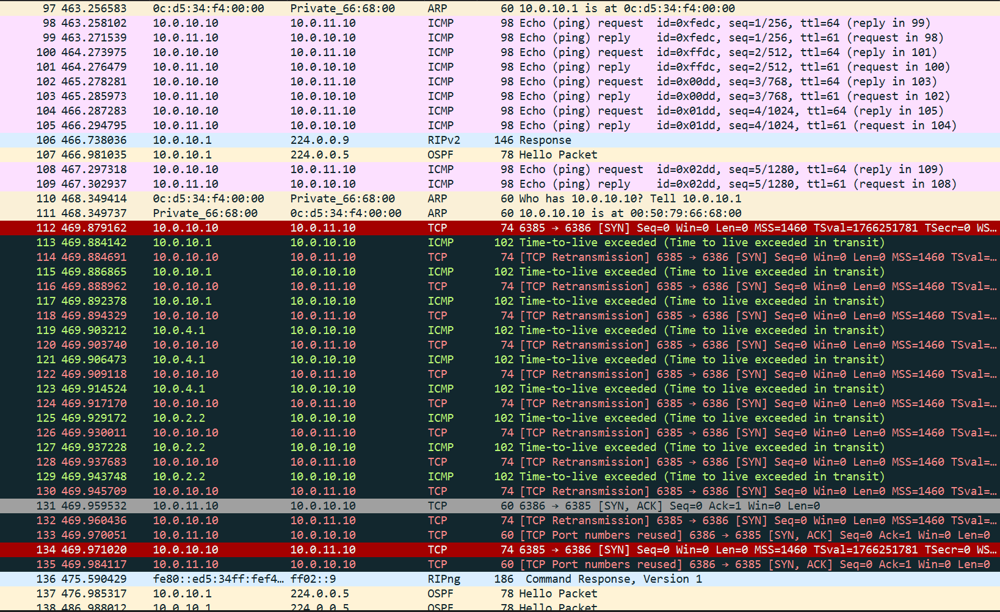 97 463.256583 0c:d5:34:f4:00:00 Private_66:68:00 ARP 60 10.0.10.1 is at 0c:d5:34:f4:00:00
98 463.258102 10.0.10.10 10.0.11.10 ICMP 98 Echo (ping) request id=0xfedc, seq=1/256, ttl=64 (reply in 99)
99 463.271539 10.0.11.10 10.0.10.10 ICMP 98 Echo (ping) reply id=0xfedc, seq=1/256, ttl=61 (request in 98)
100 464.273975 10.0.10.10 10.0.11.10 ICMP 98 Echo (ping) request id=0xffdc, seq=2/512, ttl=64 (reply in 101)
101 464.276479 10.0.11.10 10.0.10.10 ICMP 98 Echo (ping) reply id=0xffdc, seq=2/512, ttl=61 (request in 100)
102 465.278281 10.0.10.10 10.0.11.10 ICMP 98 Echo (ping) request id=0x00dd, seq=3/768, ttl=64 (reply in 103)
103 465.285973 10.0.11.10 10.0.10.10 ICMP 98 Echo (ping) reply id=0x00dd, seq=3/768, ttl=61 (request in 102)
104 466.287283 10.0.10.10 10.0.11.10 ICMP 98 Echo (ping) request id=0x01dd, seq=4/1024, ttl=64 (reply in 105)
105 466.294795 10.0.11.10 10.0.10.10 ICMP 98 Echo (ping) reply id=0x01dd, seq=4/1024, ttl=61 (request in 104)
106 466.738036 10.0.10.1 224.0.0.9 RIPv2 146 Response
107 466.981035 10.0.10.1 224.0.0.5 OSPF 78 Hello Packet
108 467.297318 10.0.10.10 10.0.11.10 ICMP 98 Echo (ping) request id=0x02dd, seq=5/1280, ttl=64 (reply in 109)
109 467.302937 10.0.11.10 10.0.10.10 ICMP 98 Echo (ping) reply id=0x02dd, seq=5/1280, ttl=61 (request in 108)
110 468.349414 0c:d5:34:f4:00:00 Private_66:68:00 ARP 60 Who has 10.0.10.10? Tell 10.0.10.1
111 468.349737 Private_66:68:00 0c:d5:34:f4:00:00 ARP 60 10.0.10.10 is at 00:50:79:66:68:00
112 469.879162 10.0.10.10 10.0.11.10 TCP 74 6385 → 6386 [SYN] Seq=0 Win=0 Len=0 MSS=1460 TSval=1766251781 TSecr=0 WS…
113 469.884142 10.0.10.1 10.0.10.10 ICMP 102 Time-to-live exceeded (Time to live exceeded in transit)
114 469.884691 10.0.10.10 10.0.11.10 TCP 74 [TCP Retransmission] 6385 → 6386 [SYN] Seq=0 Win=0 Len=0 MSS=1460 TSval=…
115 469.886865 10.0.10.1 10.0.10.10 ICMP 102 Time-to-live exceeded (Time to live exceeded in transit)
116 469.888962 10.0.10.10 10.0.11.10 TCP 74 [TCP Retransmission] 6385 → 6386 [SYN] Seq=0 Win=0 Len=0 MSS=1460 TSval=…
117 469.892378 10.0.10.1 10.0.10.10 ICMP 102 Time-to-live exceeded (Time to live exceeded in transit)
118 469.894329 10.0.10.10 10.0.11.10 TCP 74 [TCP Retransmission] 6385 → 6386 [SYN] Seq=0 Win=0 Len=0 MSS=1460 TSval=…
119 469.903212 10.0.4.1 10.0.10.10 ICMP 102 Time-to-live exceeded (Time to live exceeded in transit)
120 469.903740 10.0.10.10 10.0.11.10 TCP 74 [TCP Retransmission] 6385 → 6386 [SYN] Seq=0 Win=0 Len=0 MSS=1460 TSval=…
121 469.906473 10.0.4.1 10.0.10.10 ICMP 102 Time-to-live exceeded (Time to live exceeded in transit)
122 469.909118 10.0.10.10 10.0.11.10 TCP 74 [TCP Retransmission] 6385 → 6386 [SYN] Seq=0 Win=0 Len=0 MSS=1460 TSval=…
123 469.914524 10.0.4.1 10.0.10.10 ICMP 102 Time-to-live exceeded (Time to live exceeded in transit)
124 469.917170 10.0.10.10 10.0.11.10 TCP 74 [TCP Retransmission] 6385 → 6386 [SYN] Seq=0 Win=0 Len=0 MSS=1460 TSval=…
125 469.929172 10.0.2.2 10.0.10.10 ICMP 102 Time-to-live exceeded (Time to live exceeded in transit)
126 469.930011 10.0.10.10 10.0.11.10 TCP 74 [TCP Retransmission] 6385 → 6386 [SYN] Seq=0 Win=0 Len=0 MSS=1460 TSval=…
127 469.937228 10.0.2.2 10.0.10.10 ICMP 102 Time-to-live exceeded (Time to live exceeded in transit)
128 469.937683 10.0.10.10 10.0.11.10 TCP 74 [TCP Retransmission] 6385 → 6386 [SYN] Seq=0 Win=0 Len=0 MSS=1460 TSval=…
129 469.943748 10.0.2.2 10.0.10.10 ICMP 102 Time-to-live exceeded (Time to live exceeded in transit)
130 469.945709 10.0.10.10 10.0.11.10 TCP 74 [TCP Retransmission] 6385 → 6386 [SYN] Seq=0 Win=0 Len=0 MSS=1460 TSval=…
131 469.959532 10.0.11.10 10.0.10.10 TCP 60 6386 → 6385 [SYN, ACK] Seq=0 Ack=1 Win=0 Len=0
132 469.960436 10.0.10.10 10.0.11.10 TCP 74 [TCP Retransmission] 6385 → 6386 [SYN] Seq=0 Win=0 Len=0 MSS=1460 TSval=…
133 469.970051 10.0.11.10 10.0.10.10 TCP 60 [TCP Port numbers reused] 6386 → 6385 [SYN, ACK] Seq=0 Ack=1 Win=0 Len=0
134 469.971020 10.0.10.10 10.0.11.10 TCP 74 6385 → 6386 [SYN] Seq=0 Win=0 Len=0 MSS=1460 TSval=1766251781 TSecr=0 WS…
135 469.984117 10.0.11.10 10.0.10.10 TCP 60 [TCP Port numbers reused] 6386 → 6385 [SYN, ACK] Seq=0 Ack=1 Win=0 Len=0
136 475.590429 fe80::ed5:34ff:fef4… ff02::9 RIPng 186 Command Response, Version 1
137 476.985317 10.0.10.1 224.0.0.5 OSPF 78 Hello Packet
138 486.988012 10.0.10.1 224.0.0.5 OSPF 78 Hello Packet